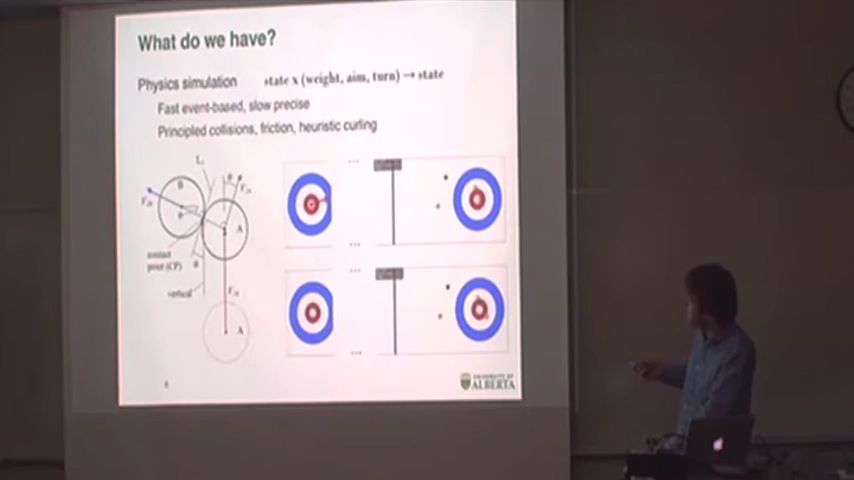 What do we have?
Physics simulation state x (weight, aim, turn) → state
Fast event-based, slow precise
Principled collisions, friction, heuristic curling
L
B
A
contact
point (CP)
vertical
A
UNIVERSITY OF
ALBERTA